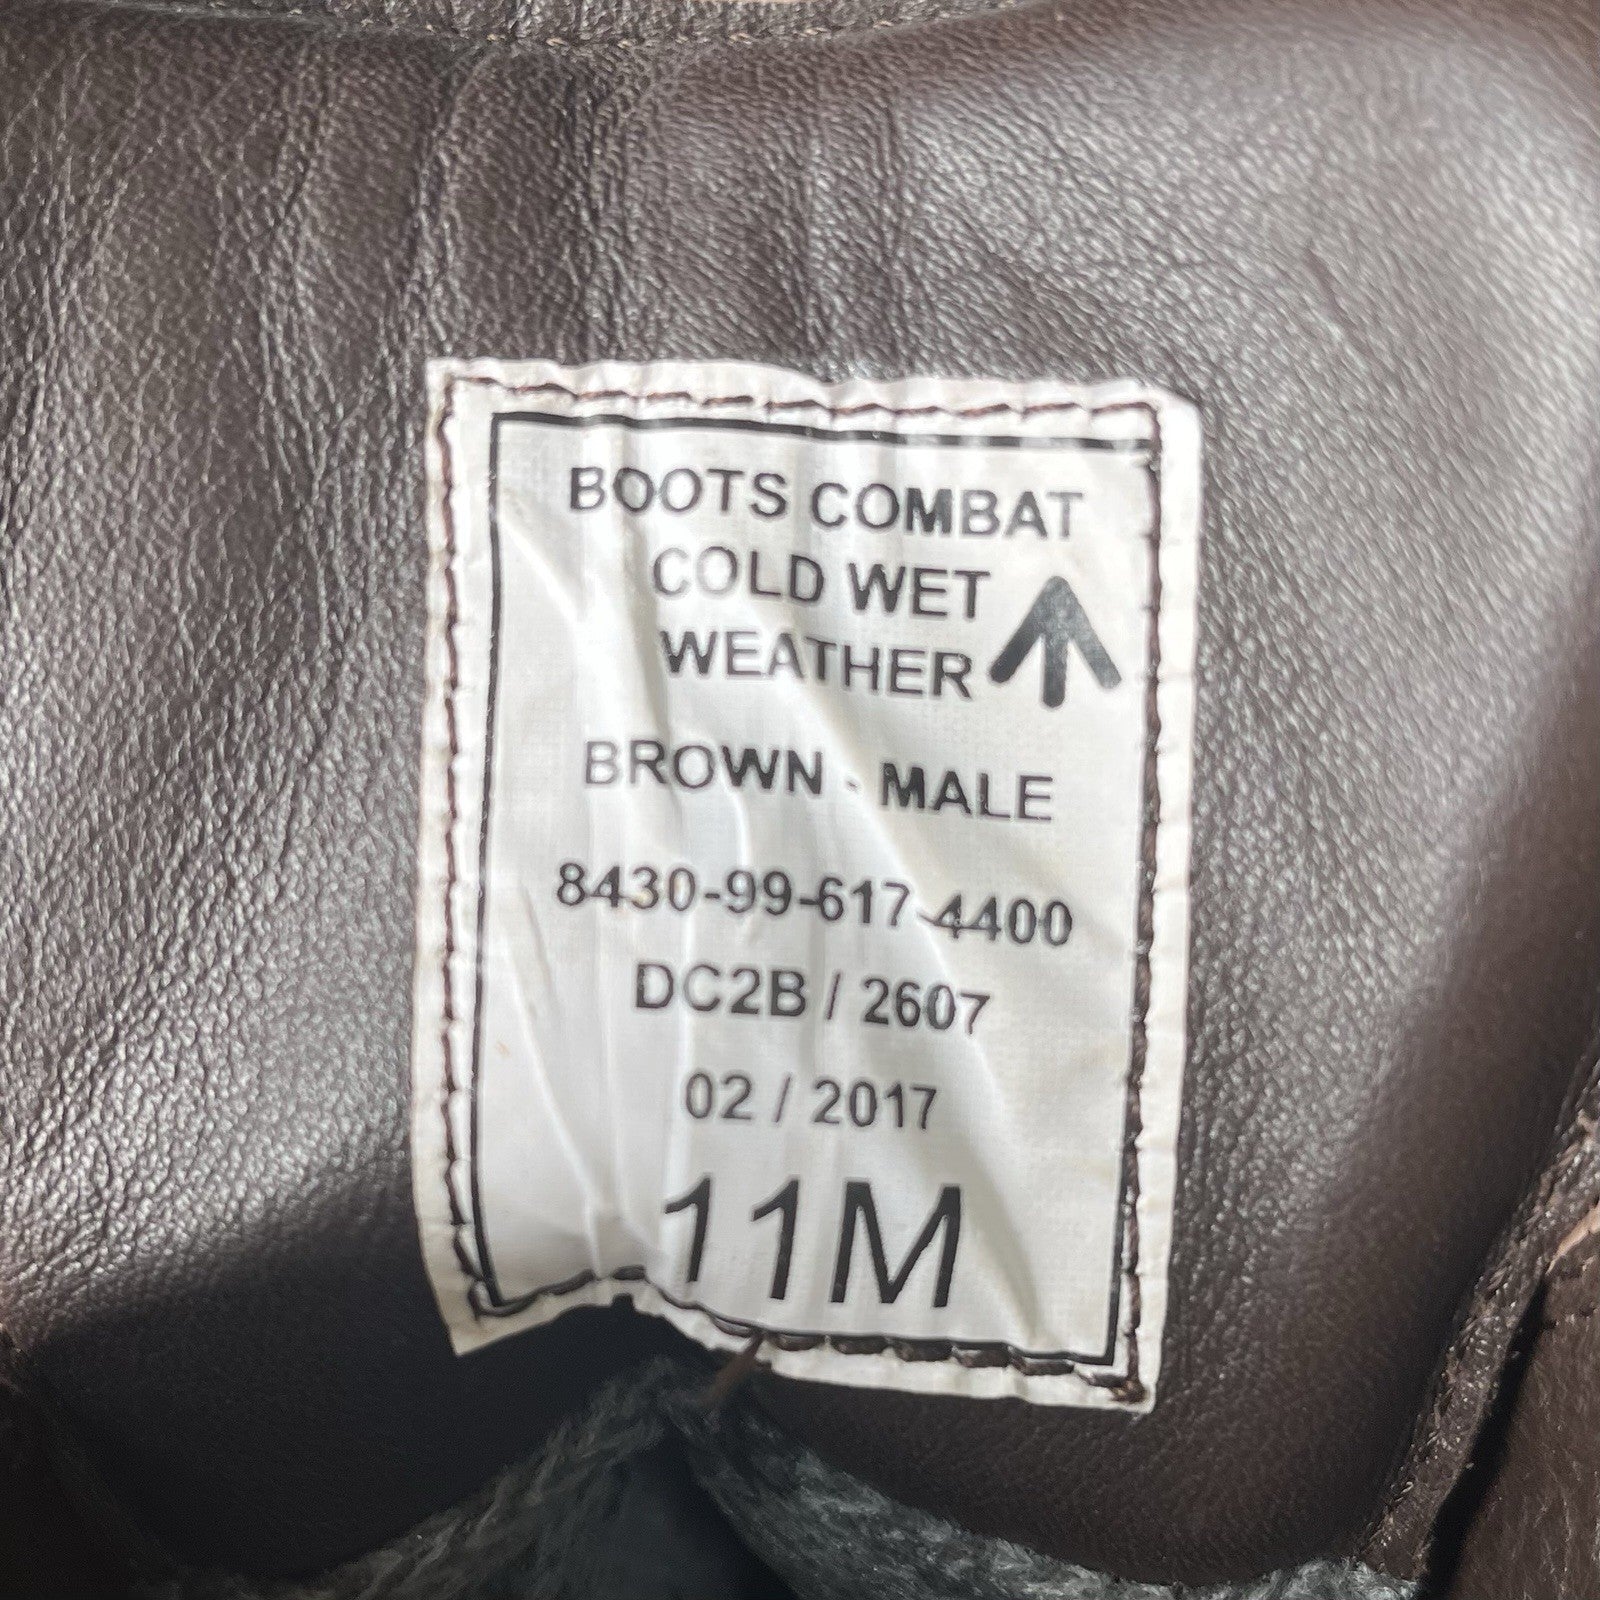 BOOTS COMBAT
COLD WET
WEATHER
BROWN - MALE
8430-99-617-4400
DC2B / 2607
02 / 2017
11M